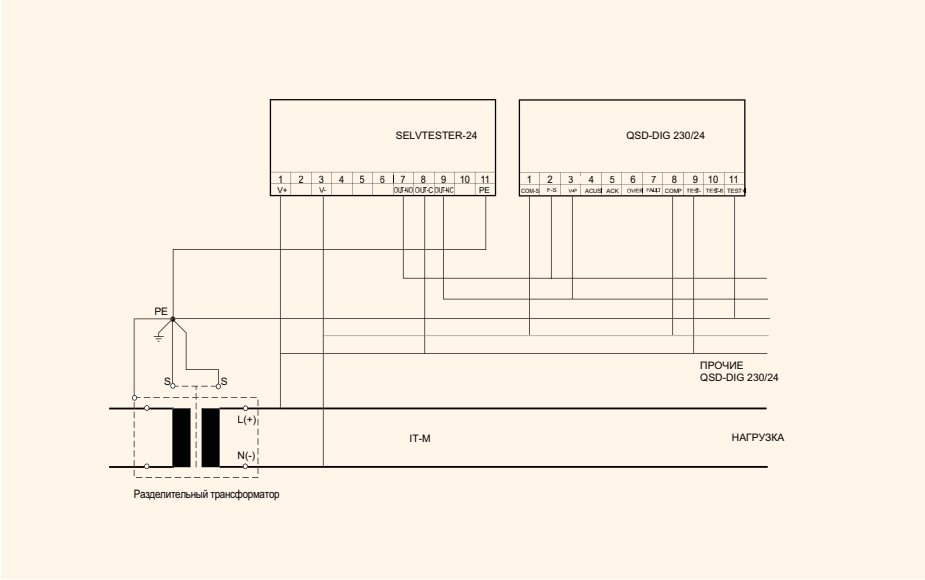 SELVTESTER-24
QSD-DIG 230/24
1 2 3 4 5 6 7 8 9 10 11
V+ V- OUT-NO OUT-C OUT-NC PE
1 2 3 4 5 6 7 8 9 10 11
COM-S F-S V+P ACUS ACK OVER FAULT COMP TEST- TEST-S TEST+
PE
S S
ПРОЧИЕ
QSD-DIG 230/24
L(+)
IT-M
НАГРУЗКА
N(-)
Разделительный трансформатор